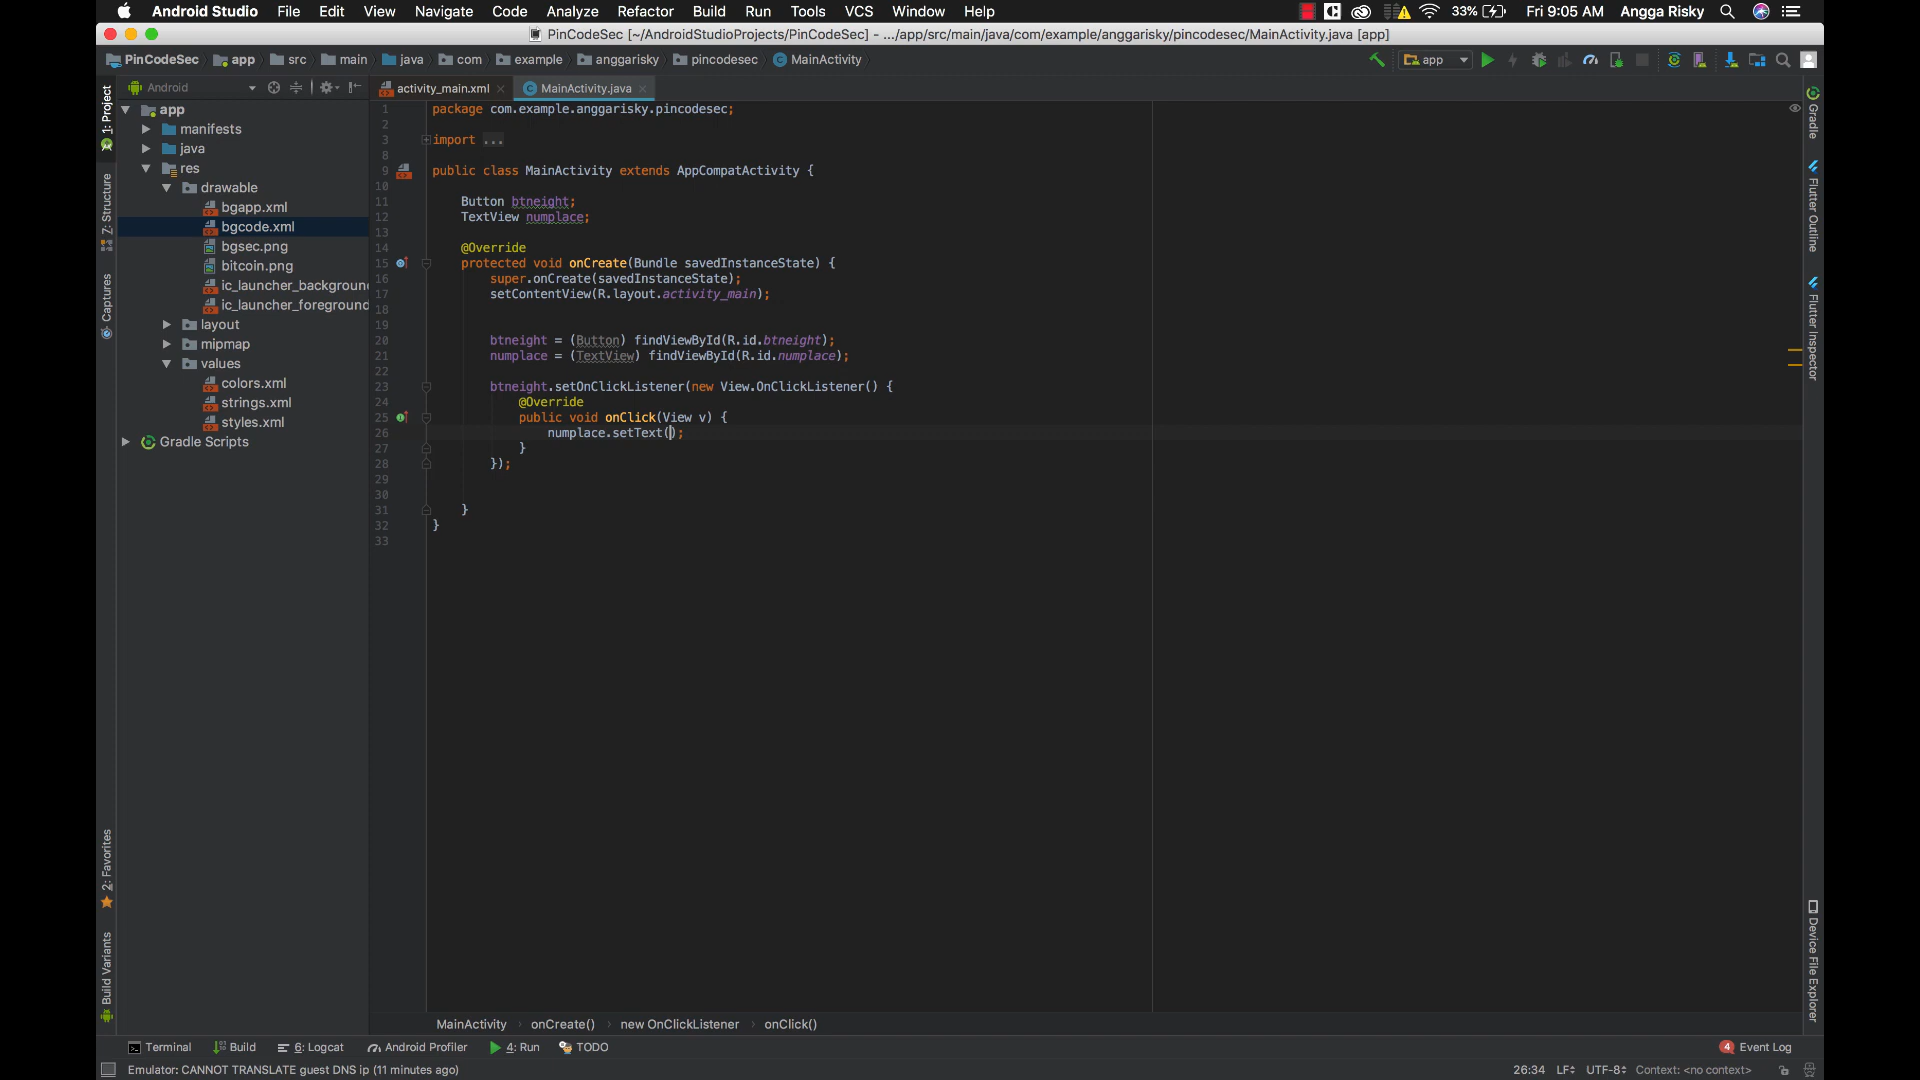 Android Studio File Edit View Navigate Code Analyze Refactor Build Run Tools VCS Window Help 33% Fri 9:05 AM Angga Risky
PinCodeSec [~/AndroidStudioProjects/PinCodeSec] - .../app/src/main/java/com/example/anggarisky/pincodesec/MainActivity.java [app]
PinCodeSec app src main java com example anggarisky pincodesec MainActivity app
Android activity_main.xml MainActivity.java
1: Project
Z: Structure
Captures
2: Favorites
Build Variants
app
manifests
java
res
drawable
bgapp.xml
bgcode.xml
bgsec.png
bitcoin.png
ic_launcher_background
ic_launcher_foreground
layout
mipmap
values
colors.xml
strings.xml
styles.xml
Gradle Scripts
1 package com.example.anggarisky.pincodesec;
2
3 import ...
8
9 public class MainActivity extends AppCompatActivity {
10
11 Button btneight;
12 TextView numplace;
13
14 @Override
15 protected void onCreate(Bundle savedInstanceState) {
16 super.onCreate(savedInstanceState);
17 setContentView(R.layout.activity_main);
18
19
20 btneight = (Button) findViewById(R.id.btneight);
21 numplace = (TextView) findViewById(R.id.numplace);
22
23 btneight.setOnClickListener(new View.OnClickListener() {
24 @Override
25 public void onClick(View v) {
26 numplace.setText();
27 }
28 });
29
30
31 }
32 }
33
Gradle
Flutter Outline
Flutter Inspector
Device File Explorer
MainActivity onCreate() new OnClickListener onClick()
Terminal Build 6: Logcat Android Profiler 4: Run TODO 4 Event Log
Emulator: CANNOT TRANSLATE guest DNS ip (11 minutes ago) 26:34 LF UTF-8 Context: <no context>